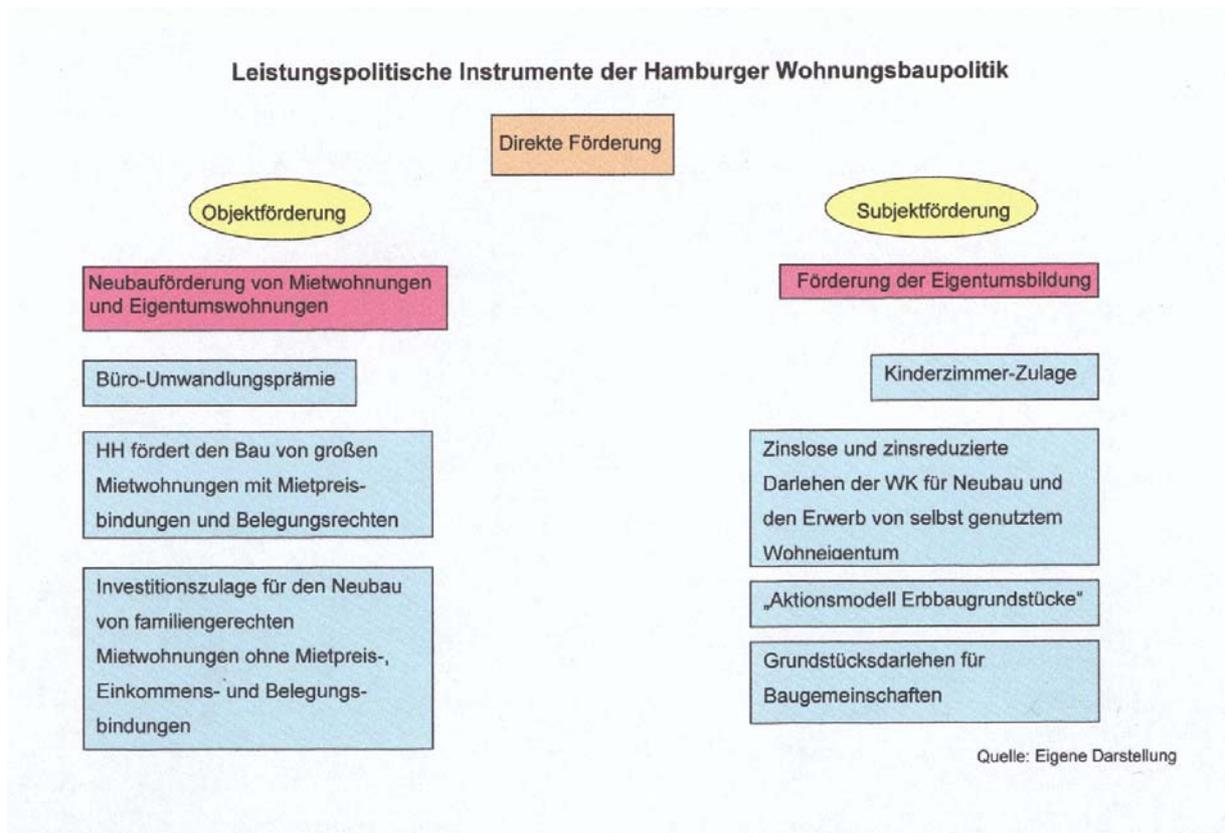 Leistungspolitische Instrumente der Hamburger Wohnungsbaupolitik
Direkte Förderung
Objektförderung
Neubauförderung von Mietwohnungen
und Eigentumswohnungen
Büro-Umwandlungsprämie
HH fördert den Bau von großen
Mietwohnungen mit Mietpreis-
bindungen und Belegungsrechten
Investitionszulage für den Neubau
von familiengerechten
Mietwohnungen ohne Mietpreis-,
Einkommens- und Belegungs-
bindungen
Subjektförderung
Förderung der Eigentumsbildung
Kinderzimmer-Zulage
Zinslose und zinsreduzierte
Darlehen der WK für Neubau und
den Erwerb von selbst genutztem
Wohneigentum
„Aktionsmodell Erbbaugrundstücke“
Grundstücksdarlehen für
Baugemeinschaften
Quelle: Eigene Darstellung